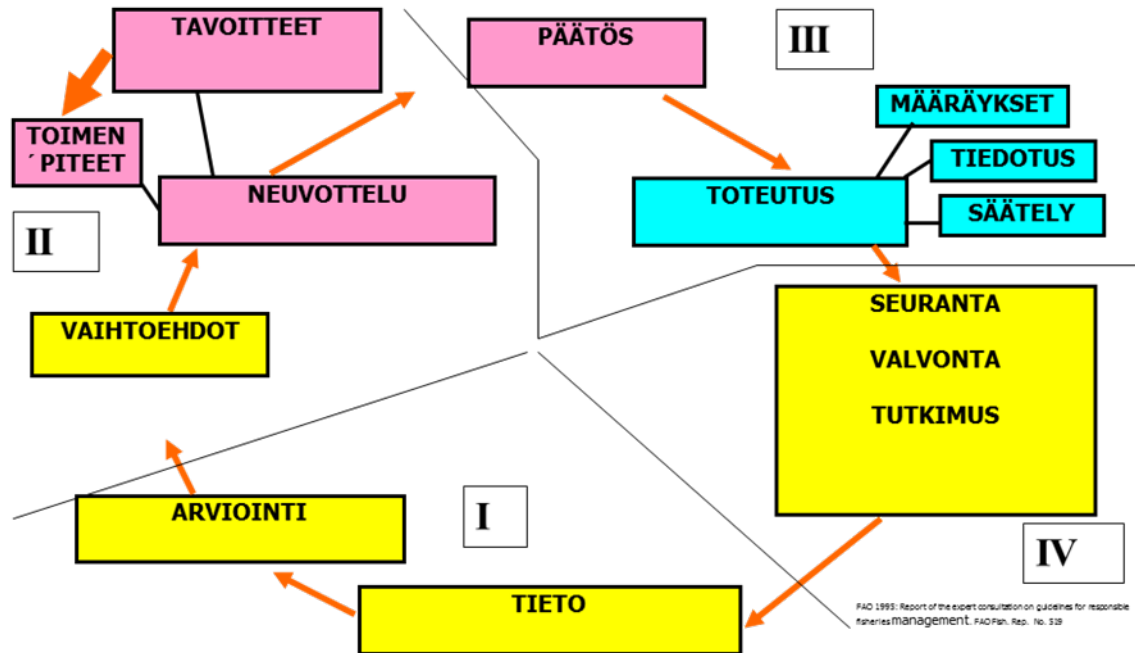 TAVOITTEET
PÄÄTÖS
III
MÄÄRÄYKSET
TOIMEN
´PITEET
TIEDOTUS
NEUVOTTELU
TOTEUTUS
SÄÄTELY
II
VAIHTOEHDOT
SEURANTA
VALVONTA
TUTKIMUS
ARVIOINTI
I
IV
TIETO
FAO 1995: Report of the expert consultation on guidelines for responsible
fisheries management. FAO Fish. Rep. No. 519